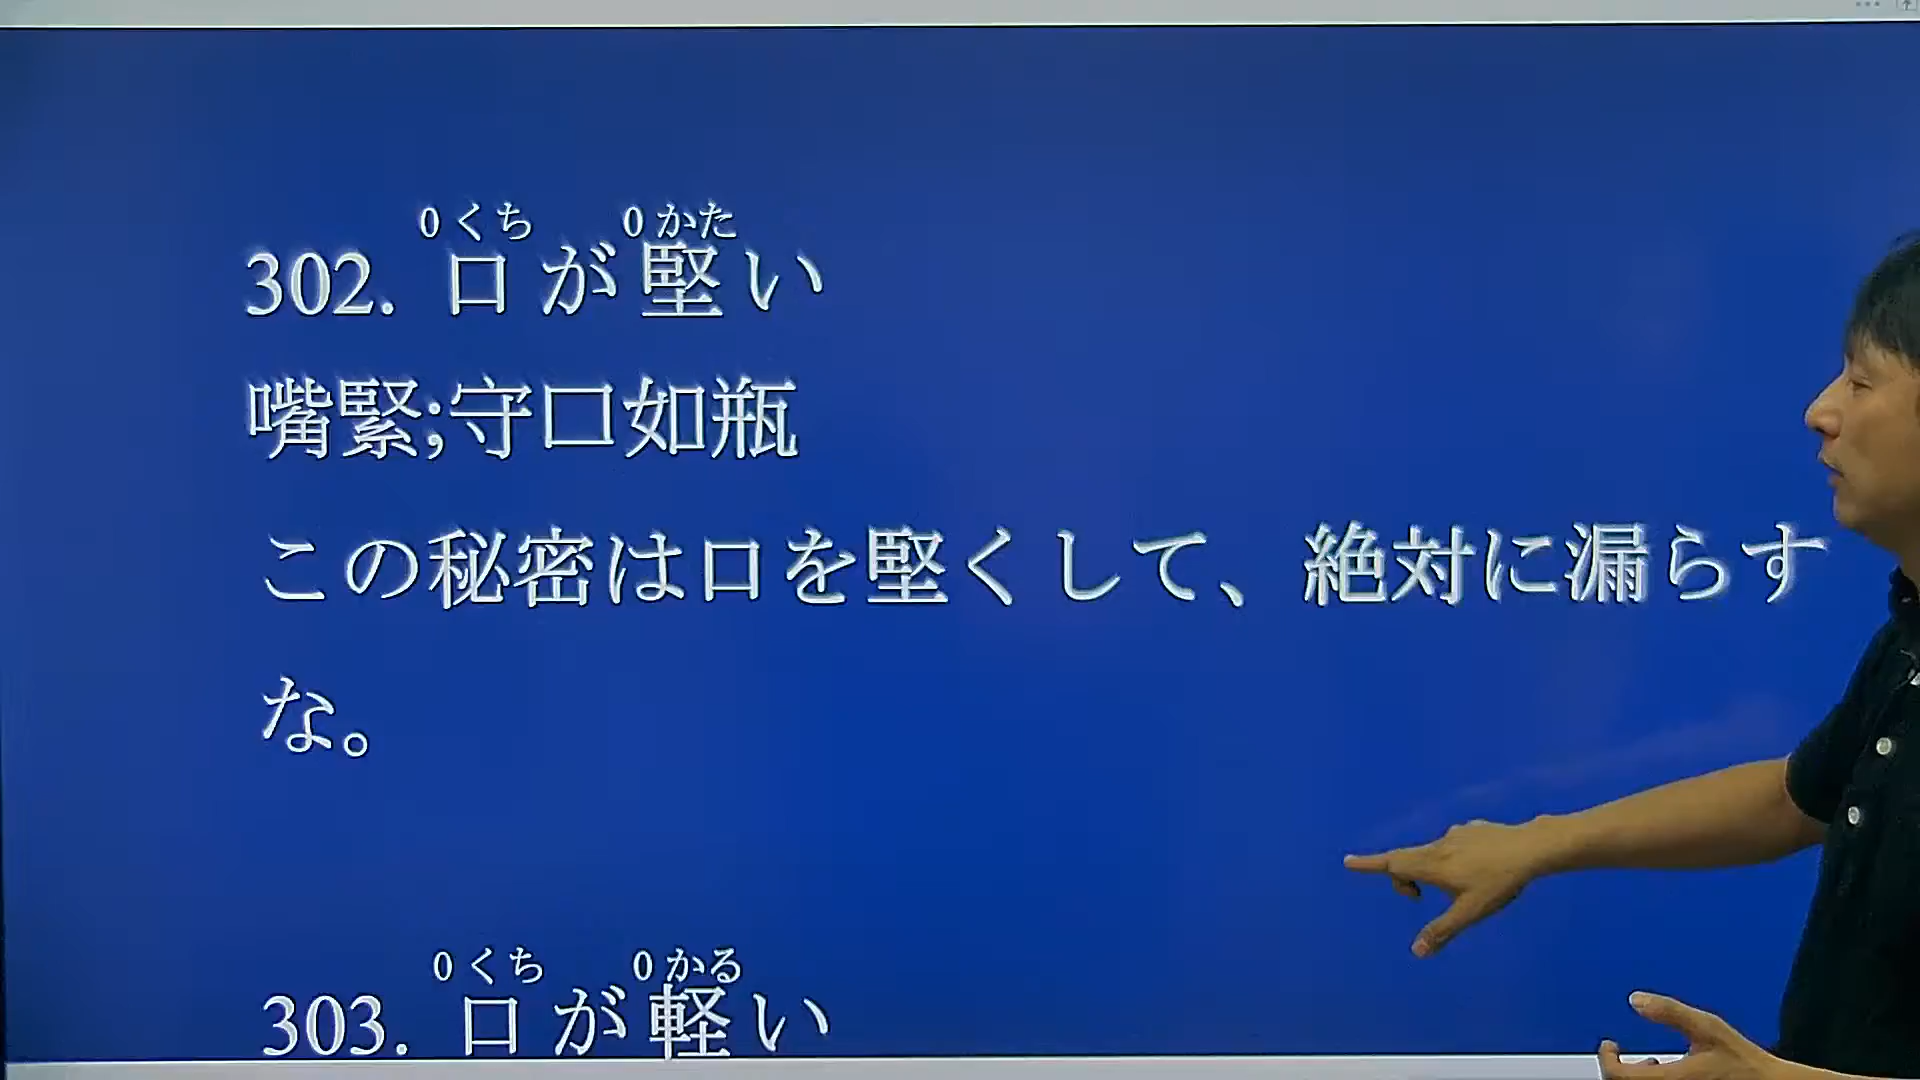 0 くち 0 かた
302. 口が堅い
嘴緊;守口如瓶
この秘密は口を堅くして、絶対に漏らす
な。
0 くち 0 かる
303. 口が軽い